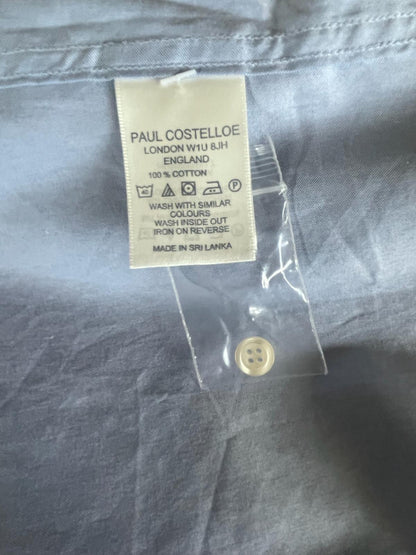 PAUL COSTELLOE
LONDON W1U 8JH
ENGLAND
100% COTTON
WASH WITH SIMILAR
COLOURS
WASH INSIDE OUT
IRON ON REVERSE
MADE IN SRI LANKA